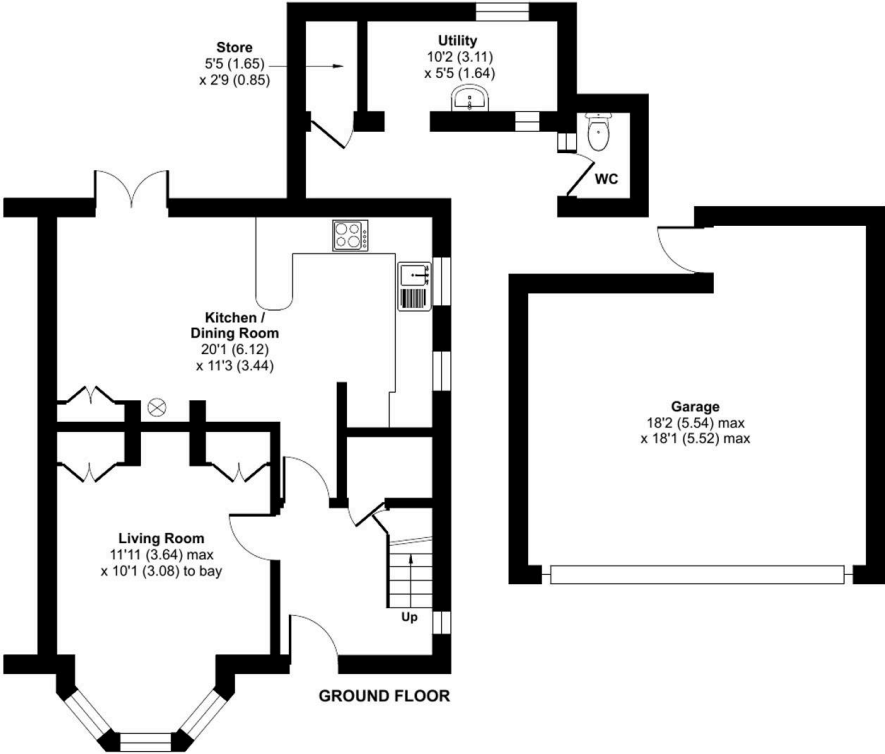 Store
5'5 (1.65)
x 2'9 (0.85)
Utility
10'2 (3.11)
x 5'5 (1.64)
WC
Kitchen /
Dining Room
20'1 (6.12)
x 11'3 (3.44)
Garage
18'2 (5.54) max
x 18'1 (5.52) max
Living Room
11'11 (3.64) max
x 10'1 (3.08) to bay
Up
GROUND FLOOR